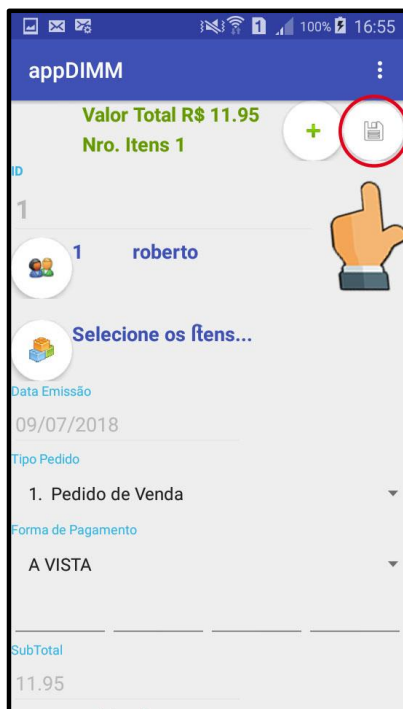 1 100% 16:55
appDIMM
Valor Total R$ 11.95
Nro. Itens 1
+
ID
1
1 roberto
Selecione os Ítens...
Data Emissão
09/07/2018
Tipo Pedido
1. Pedido de Venda
Forma de Pagamento
A VISTA
SubTotal
11.95